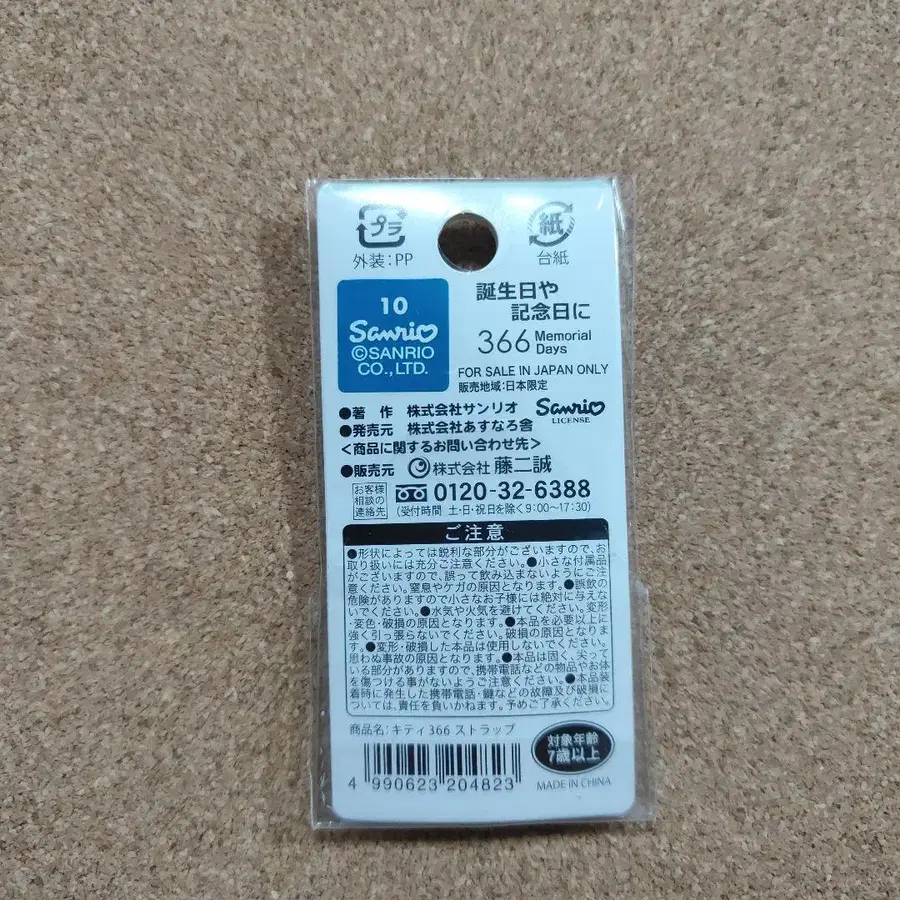 プラ
紙
外装:PP
台紙
10
Sanrio
©SANRIO
CO.,LTD.
誕生日や
記念日に
366 Memorial Days
FOR SALE IN JAPAN ONLY
販売地域:日本限定
●著 作 株式会社サンリオ
Sanrio
LICENSE
●発売元 株式会社あすなろ舎
<商品に関するお問い合わせ先>
●販売元 株式会社 藤二誠
お客様
相談の
連絡先
0120-32-6388
(受付時間 土・日・祝日を除く9:00~17:30)
ご注意
●形状によっては鋭利な部分がございますので、お
取り扱いには充分ご注意ください。●小さな付属品
がございますので、誤って飲み込まないようにご注
意ください。窒息やケガの原因となります。●誤飲の
危険がありますので小さなお子様には絶対に与えな
いでください。●水気や火気を避けてください。変形
・変色・破損の原因となります。●本品を必要以上に
強く引っ張らないでください。破損の原因となりま
す。●変形・破損した本品は使用しないでください。
思わぬ事故の原因となります。●本品は固く、尖って
いる部分がありますので、携帯電話などの物品やお体
を傷つける事がないようご注意ください。●本品装
着時に発生した携帯電話・鍵などの故障及び破損に
ついては、責任を負いかねます。予めご了承ください。
商品名:キティ366 ストラップ
対象年齢
7歳以上
4 990623 204823
MADE IN CHINA